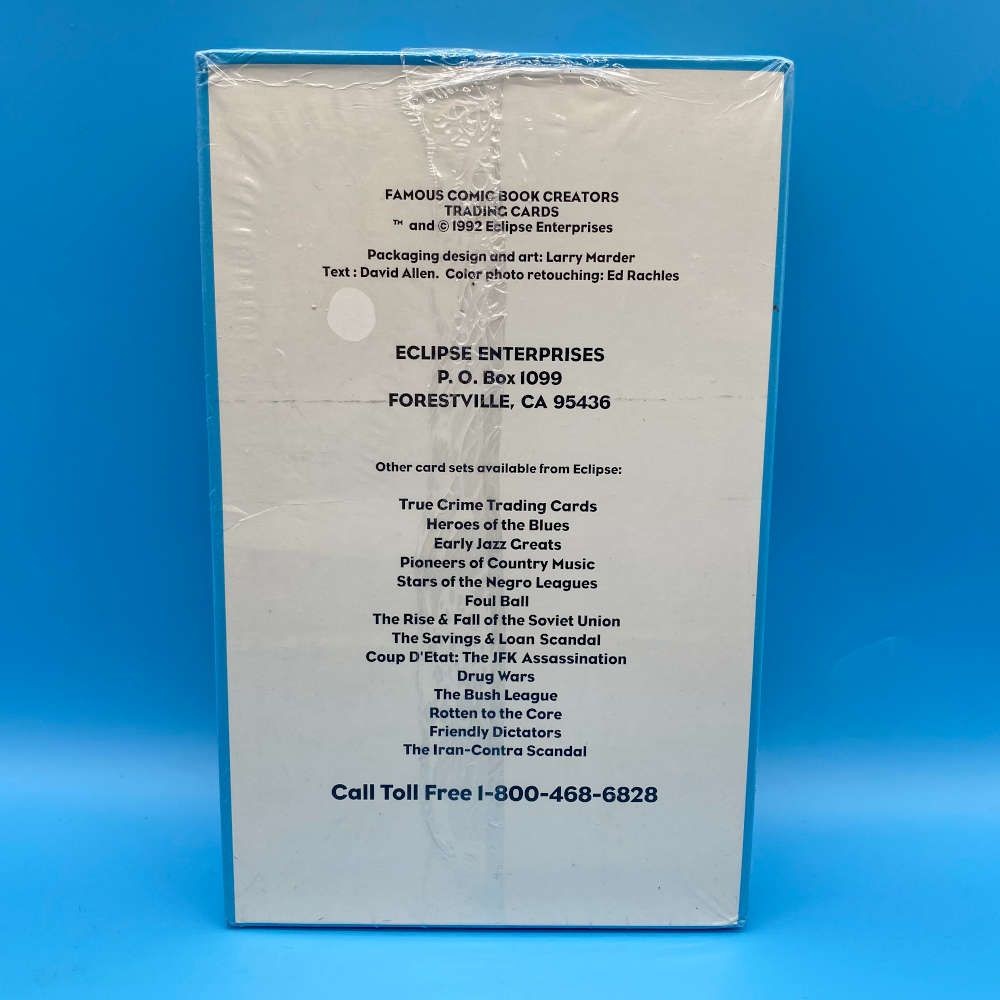 FAMOUS COMIC BOOK CREATORS
TRADING CARDS
™ and © 1992 Eclipse Enterprises
Packaging design and art: Larry Marder
Text : David Allen. Color photo retouching: Ed Rachles
ECLIPSE ENTERPRISES
P. O. Box 1099
FORESTVILLE, CA 95436
Other card sets available from Eclipse:
True Crime Trading Cards
Heroes of the Blues
Early Jazz Greats
Pioneers of Country Music
Stars of the Negro Leagues
Foul Ball
The Rise & Fall of the Soviet Union
The Savings & Loan Scandal
Coup D'Etat: The JFK Assassination
Drug Wars
The Bush League
Rotten to the Core
Friendly Dictators
The Iran-Contra Scandal
Call Toll Free 1-800-468-6828